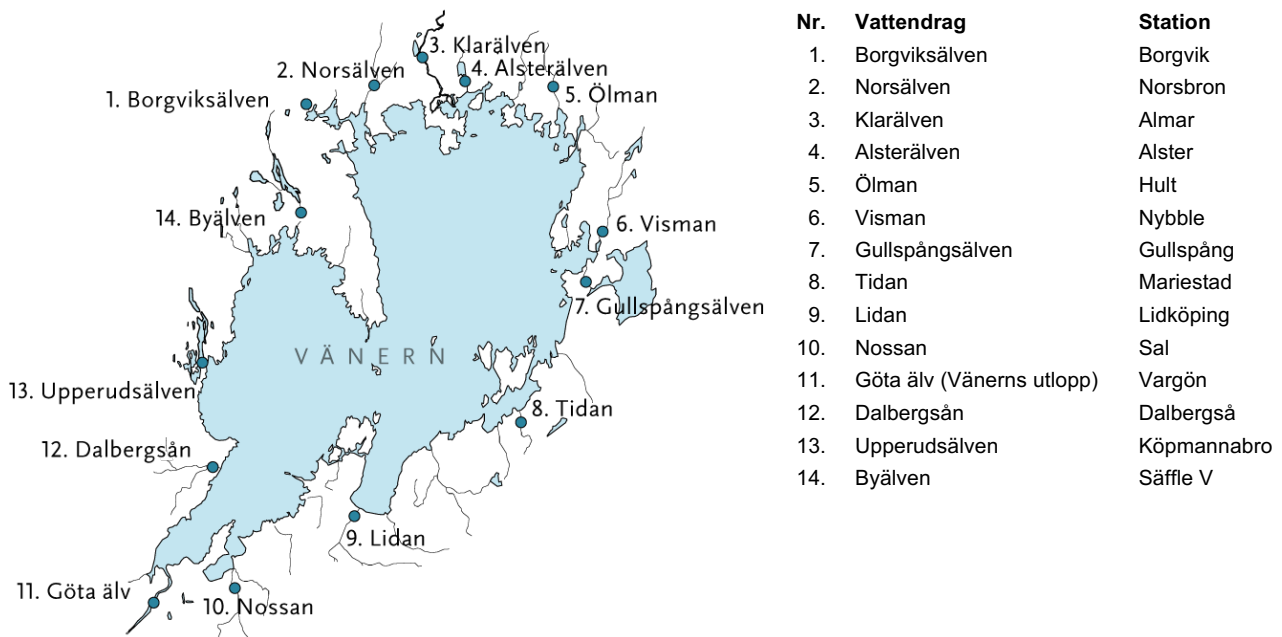 3. Klarälven
2. Norsälven
4. Alsterälven
1. Borgviksälven
5. Ölman
14. Byälven
6. Visman
7. Gullspångsälven
VÄNERN
13. Upperudsälven
8. Tidan
12. Dalbergsån
9. Lidan
11. Göta älv
10. Nossan
Nr. Vattendrag Station
1. Borgviksälven Borgvik
2. Norsälven Norsbron
3. Klarälven Almar
4. Alsterälven Alster
5. Ölman Hult
6. Visman Nybble
7. Gullspångsälven Gullspång
8. Tidan Mariestad
9. Lidan Lidköping
10. Nossan Sal
11. Göta älv (Vänerns utlopp) Vargön
12. Dalbergsån Dalbergså
13. Upperudsälven Köpmannabro
14. Byälven Säffle V